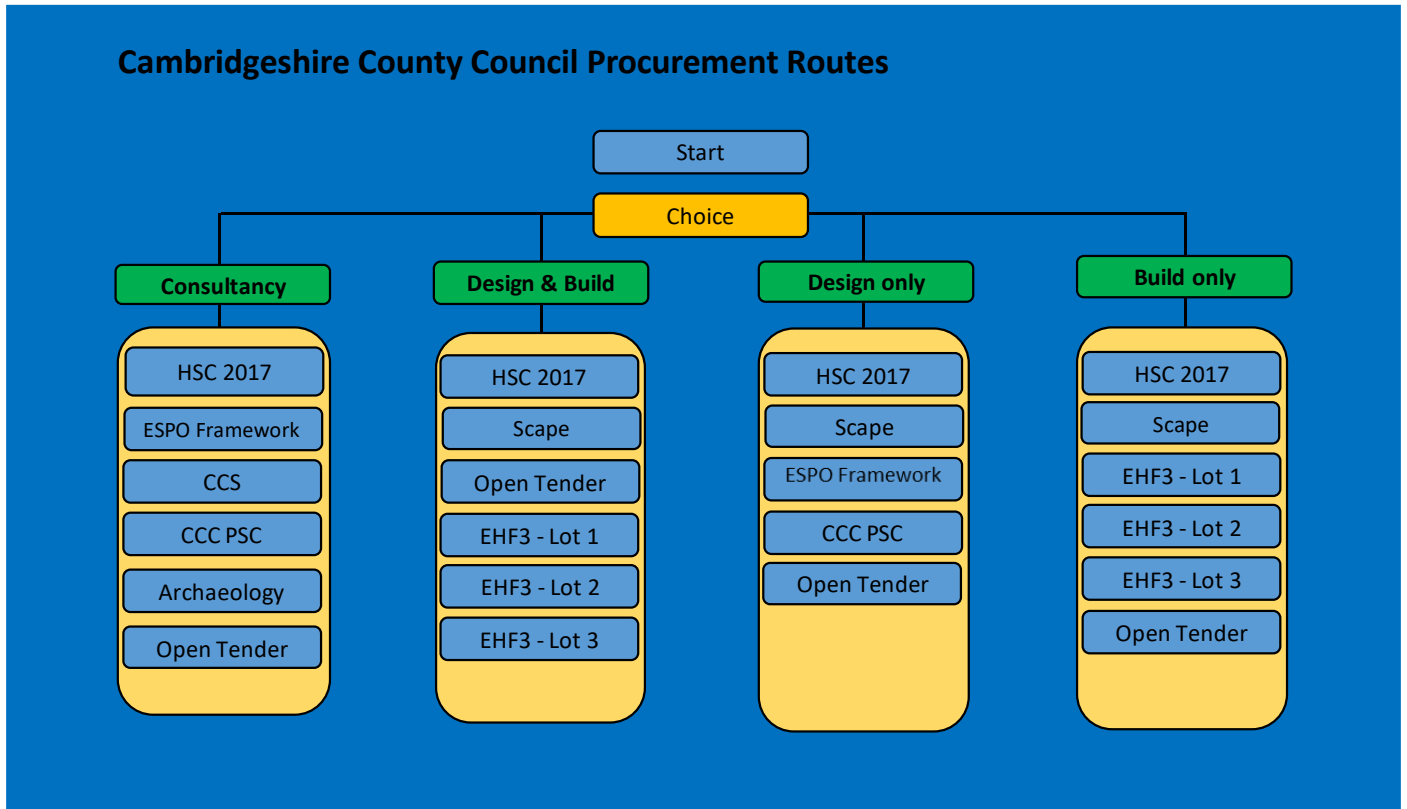 Cambridgeshire County Council Procurement Routes
Start
Choice
Consultancy
HSC 2017
ESPO Framework
CCS
CCC PSC
Archaeology
Open Tender
Design & Build
HSC 2017
Scape
Open Tender
EHF3 - Lot 1
EHF3 - Lot 2
EHF3 - Lot 3
Design only
HSC 2017
Scape
ESPO Framework
CCC PSC
Open Tender
Build only
HSC 2017
Scape
EHF3 - Lot 1
EHF3 - Lot 2
EHF3 - Lot 3
Open Tender